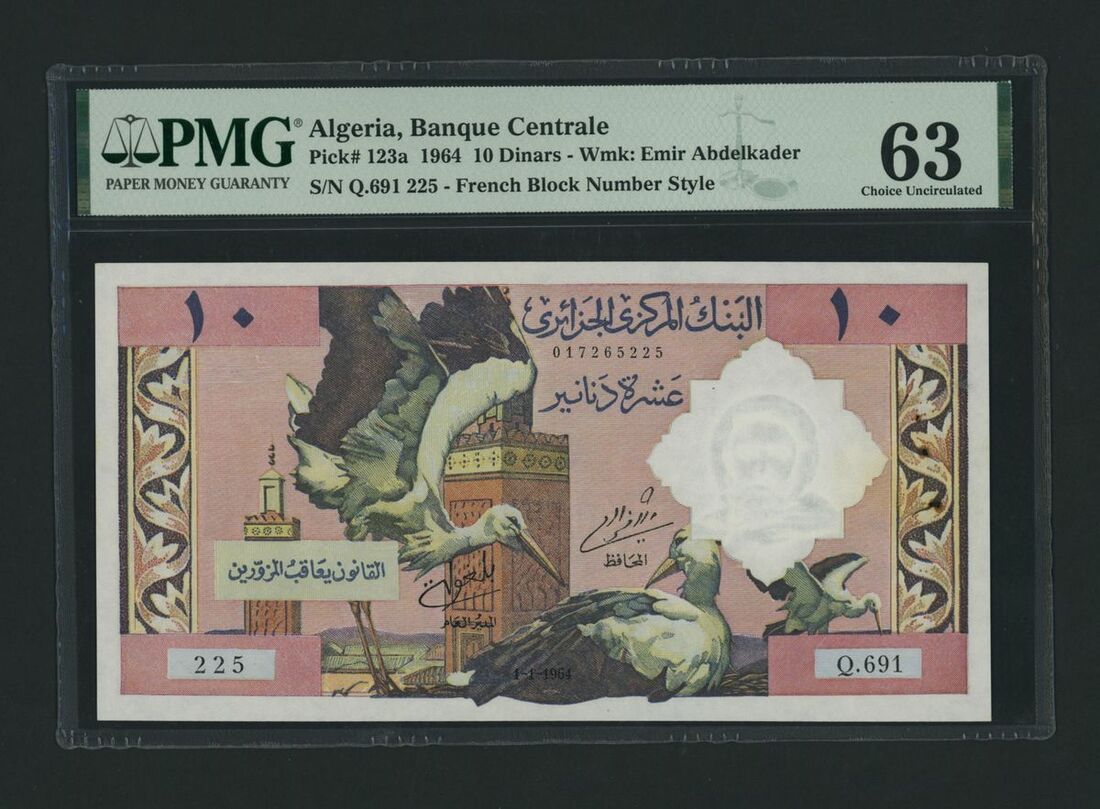 PMG®
PAPER MONEY GUARANTY
Algeria, Banque Centrale
Pick# 123a 1964 10 Dinars - Wmk: Emir Abdelkader
S/N Q.691 225 - French Block Number Style
63
Choice Uncirculated
١٠
البنك المركزي الجزائري
١٠
017265225
عشرة دنانير
المحافظ
القانون يعاقب المزورين
المدير العام
225
1-1-1964
Q.691